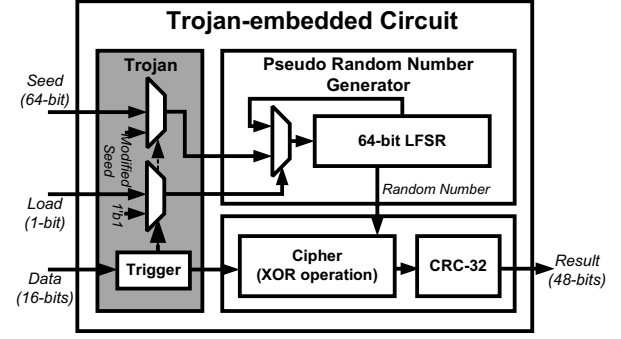 Trojan-embedded Circuit
Trojan
Pseudo Random Number
Generator
Seed
(64-bit)
Modified
Seed
64-bit LFSR
Random Number
Load
(1-bit)
1'b1
Data
(16-bits)
Trigger
Cipher
(XOR operation)
CRC-32
Result
(48-bits)